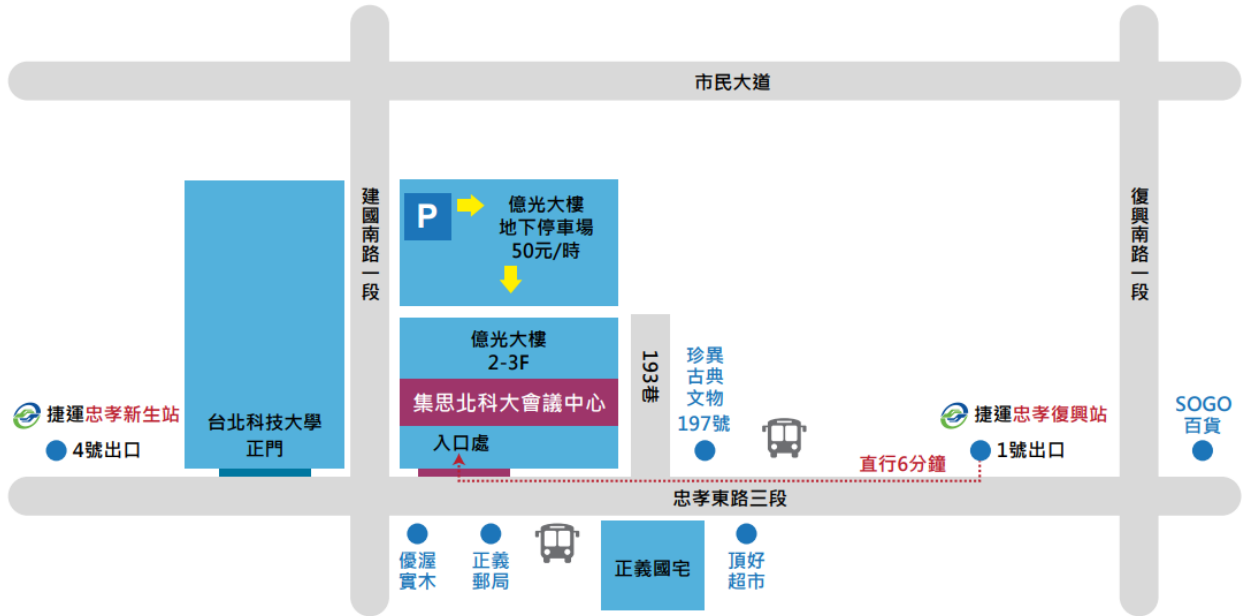 市民大道
建國南路一段
復興南路一段
P
億光大樓
地下停車場
50元/時
億光大樓
2-3F
集思北科大會議中心
入口處
193巷
珍異
古典
文物
197號
捷運忠孝新生站
4號出口
台北科技大學
正門
捷運忠孝復興站
1號出口
SOGO
百貨
直行6分鐘
忠孝東路三段
優渥
實木
正義
郵局
正義國宅
頂好
超市